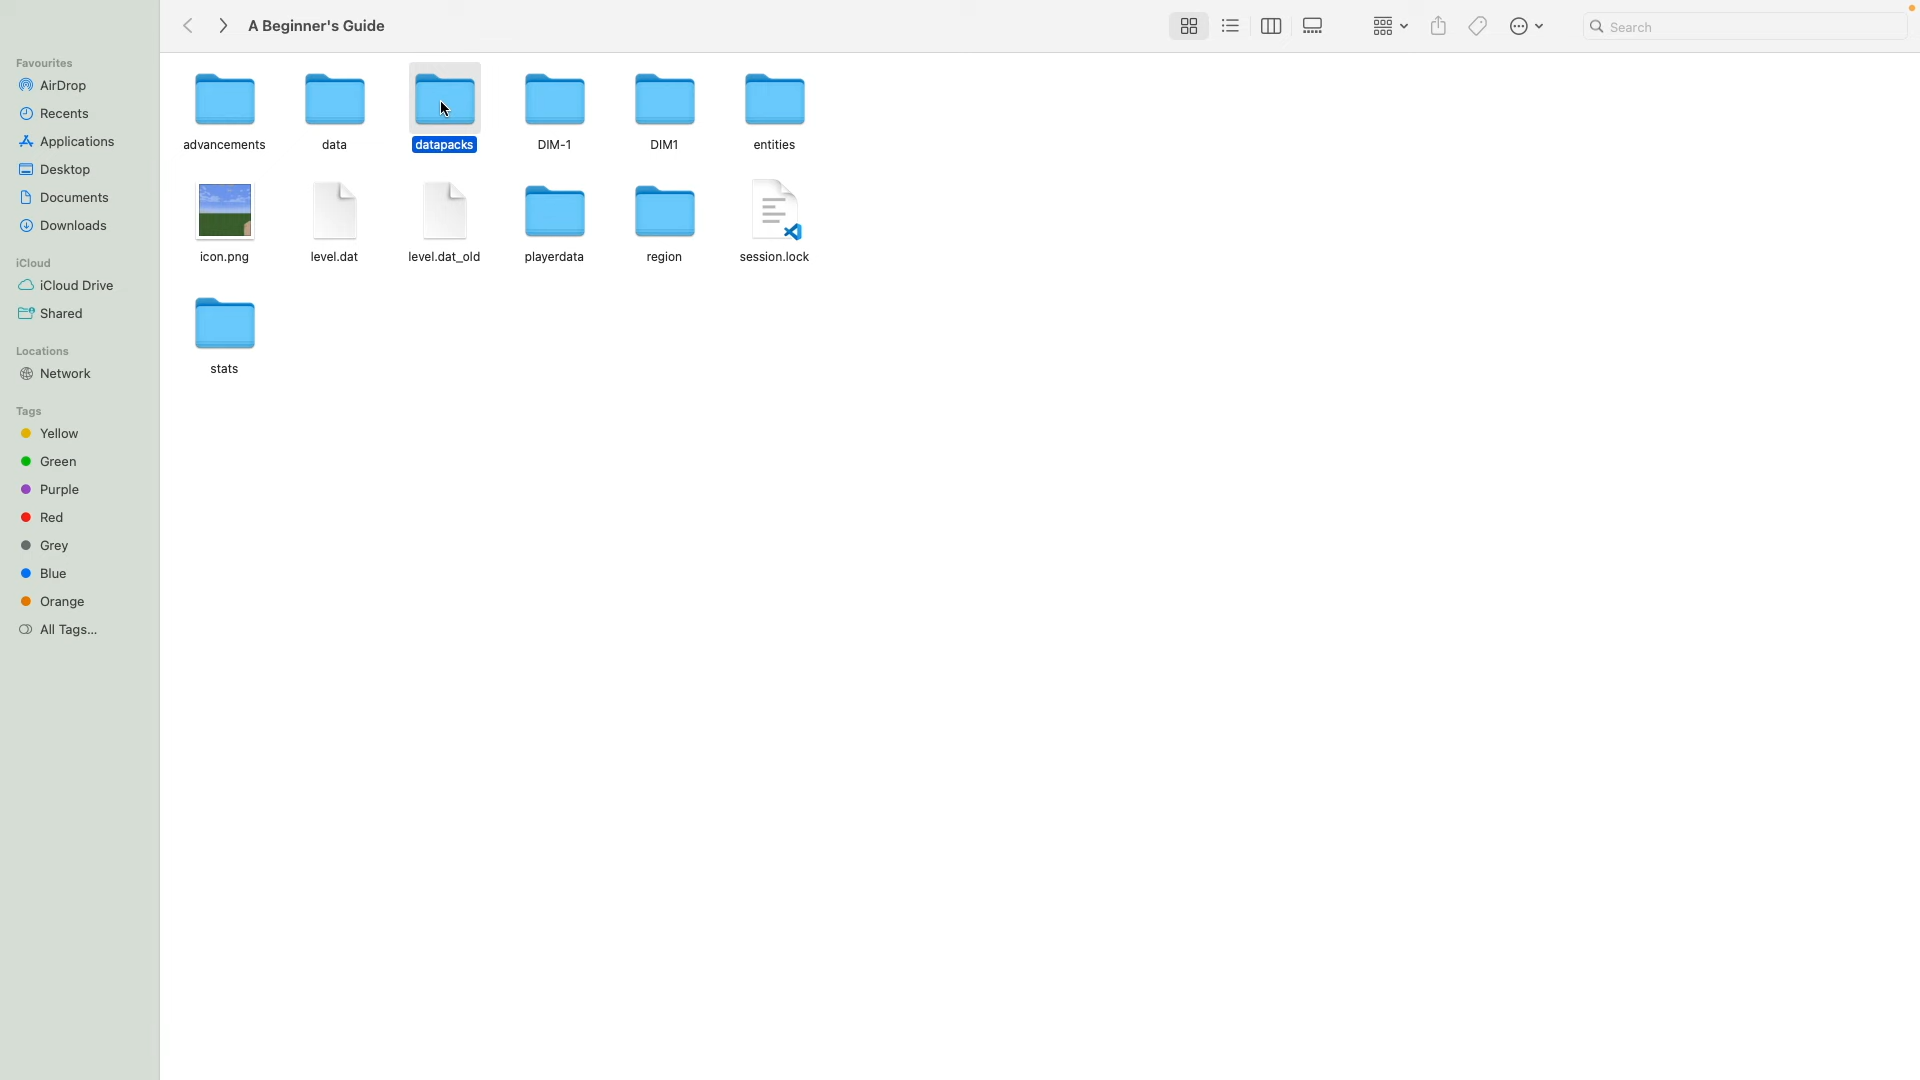 A Beginner's Guide
Search
Favourites
AirDrop
Recents
Applications
Desktop
Documents
Downloads
iCloud
iCloud Drive
Shared
Locations
Network
Tags
Yellow
Green
Purple
Red
Grey
Blue
Orange
All Tags...
advancements data datapacks DIM-1 DIM1 entities
icon.png level.dat level.dat_old playerdata region session.lock
stats